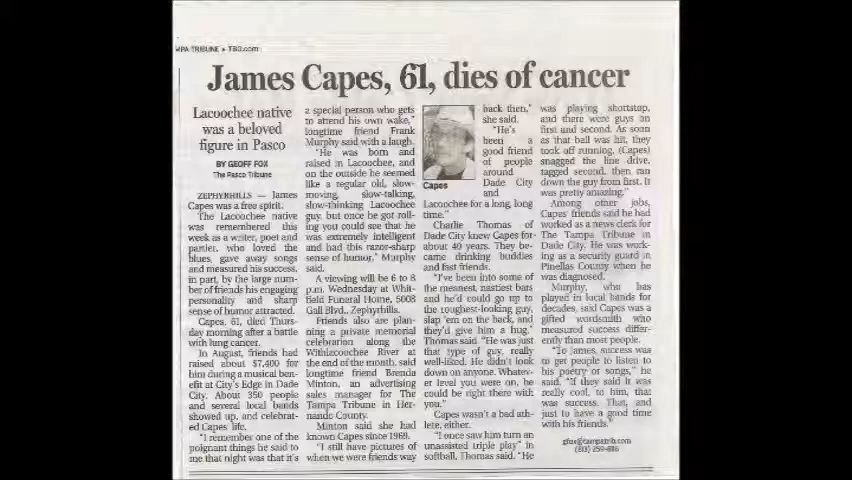 MPA TRIBUNE • TBO.com
James Capes, 61, dies of cancer
Lacoochee native
was a beloved
figure in Pasco
BY GEOFF FOX
The Pasco Tribune
ZEPHYRHILLS — James
Capes was a free spirit.
The Lacoochee native
was remembered this
week as a writer, poet and
partier, who loved the
blues, gave away songs
and measured his success,
in part, by the large num-
ber of friends his engaging
personality and sharp
sense of humor attracted.
Capes, 61, died Thurs-
day morning after a battle
with lung cancer.
In August, friends had
raised about $7,400 for
him during a musical ben-
efit at City's Edge in Dade
City. About 350 people
and several local bands
showed up, and celebrat-
ed Capes' life.
"I remember one of the
poignant things he said to
me that night was that it's
a special person who gets
to attend his own wake,"
longtime friend Frank
Murphy said with a laugh.
"He was born and
raised in Lacoochee, and
on the outside he seemed
like a regular old, slow-
moving, slow-talking,
slow-thinking Lacoochee
guy, but once he got roll-
ing you could see that he
was extremely intelligent
and had this razor-sharp
sense of humor," Murphy
said.
A viewing will be 6 to 8
p.m. Wednesday at Whit-
field Funeral Home, 5008
Gall Blvd., Zephyrhills.
Friends also are plan-
ning a private memorial
celebration along the
Withlacoochee River at
the end of the month, said
longtime friend Brenda
Minton, an advertising
sales manager for The
Tampa Tribune in Her-
nando County.
Minton said she had
known Capes since 1969.
"I still have pictures of
when we were friends way
Capes
back then,"
she said.
"He's
been a
good friend
of people
around
Dade City
and
Lacoochee for a long, long
time."
Charlie Thomas of
Dade City knew Capes for
about 40 years. They be-
came drinking buddies
and fast friends.
"I've been into some of
the meanest, nastiest bars
and he'd could go up to
the roughest-looking guy,
slap 'em on the back, and
they'd give him a hug,"
Thomas said. "He was just
that type of guy, really
well-liked. He didn't look
down on anyone. Whatev-
er level you were on, he
could be right there with
you."
Capes wasn't a bad ath-
lete, either.
"I once saw him turn an
unassisted triple play" in
softball, Thomas said. "He
was playing shortstop,
and there were guys on
first and second. As soon
as that ball was hit, they
took off running. (Capes)
snagged the line drive,
tagged second, then ran
down the guy from first. It
was pretty amazing."
Among other jobs,
Capes' friends said he had
worked as a news clerk for
The Tampa Tribune in
Dade City. He was work-
ing as a security guard in
Pinellas County when he
was diagnosed.
Murphy, who has
played in local bands for
decades, said Capes was a
gifted wordsmith who
measured success differ-
ently than most people.
"To James, success was
to get people to listen to
his poetry or songs," he
said. "If they said it was
really cool, to him, that
was success. That, and
just to have a good time
with his friends."
gfox@tampatrib.com